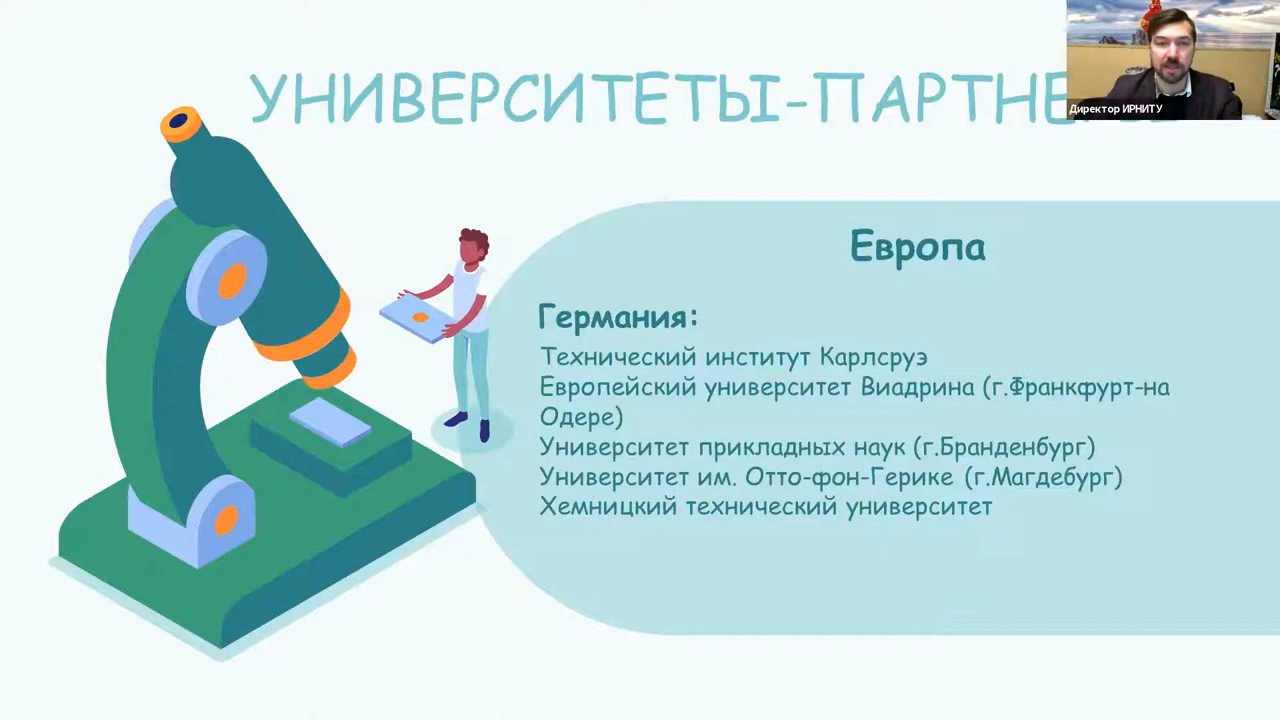 УНИВЕРСИТЕТЫ-ПАРТНЕ
Директор ИРНИТУ
Европа
Германия:
Технический институт Карлсруэ
Европейский университет Виадрина (г.Франкфурт-на
Одере)
Университет прикладных наук (г.Бранденбург)
Университет им. Отто-фон-Герике (г.Магдебург)
Хемницкий технический университет